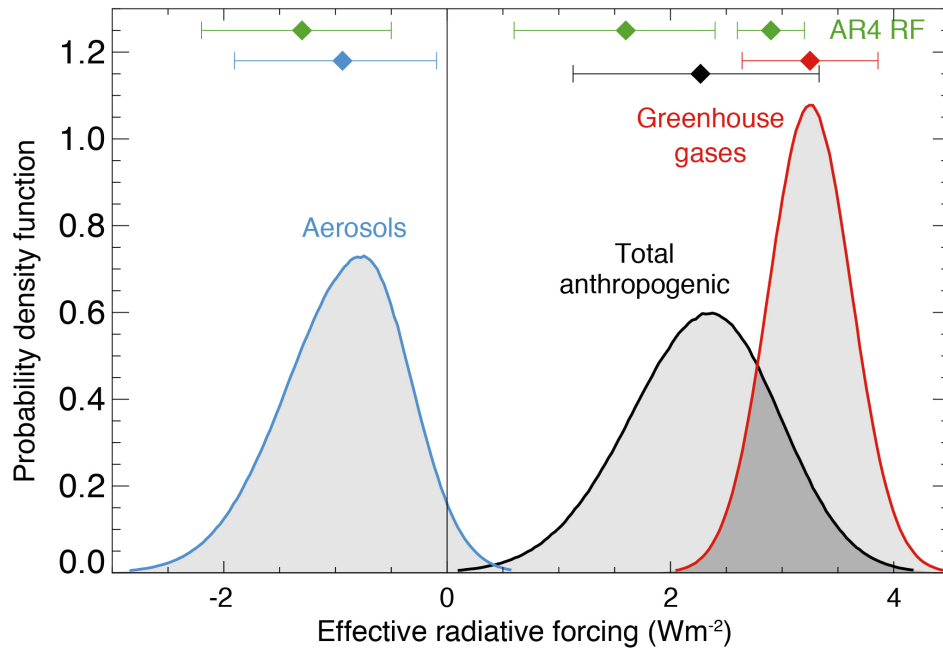 AR4 RF
Greenhouse
gases
Aerosols
Total
anthropogenic
Probability density function
1.2
1.0
0.8
0.6
0.4
0.2
0.0
-2 0 2 4
Effective radiative forcing (Wm⁻²)